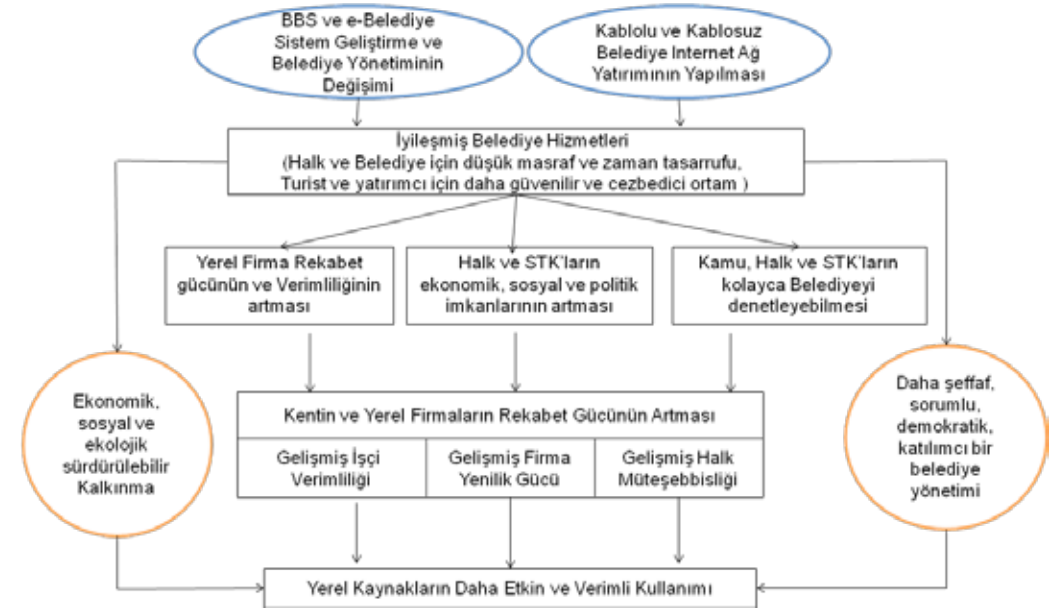 BBS ve e-Belediye
Sistem Geliştirme ve
Belediye Yönetiminin
Değişimi
Kablolu ve Kablosuz
Belediye Internet Ağ
Yatırımının Yapılması
İyileşmiş Belediye Hizmetleri
(Halk ve Belediye için düşük masraf ve zaman tasarrufu,
Turist ve yatırımcı için daha güvenilir ve cezbedici ortam )
Yerel Firma Rekabet
gücünün ve Verimliliğinin
artması
Halk ve STK'ların
ekonomik, sosyal ve politik
imkanlarının artması
Kamu, Halk ve STK'ların
kolayca Belediyeyi
denetleyebilmesi
Ekonomik,
sosyal ve
ekolojik
sürdürülebilir
Kalkınma
Kentin ve Yerel Firmaların Rekabet Gücünün Artması
Gelişmiş İşçi
Verimliliği
Gelişmiş Firma
Yenilik Gücü
Gelişmiş Halk
Müteşebbisliği
Daha şeffaf,
sorumlu,
demokratik,
katılımcı bir
belediye
yönetimi
Yerel Kaynakların Daha Etkin ve Verimli Kullanımı